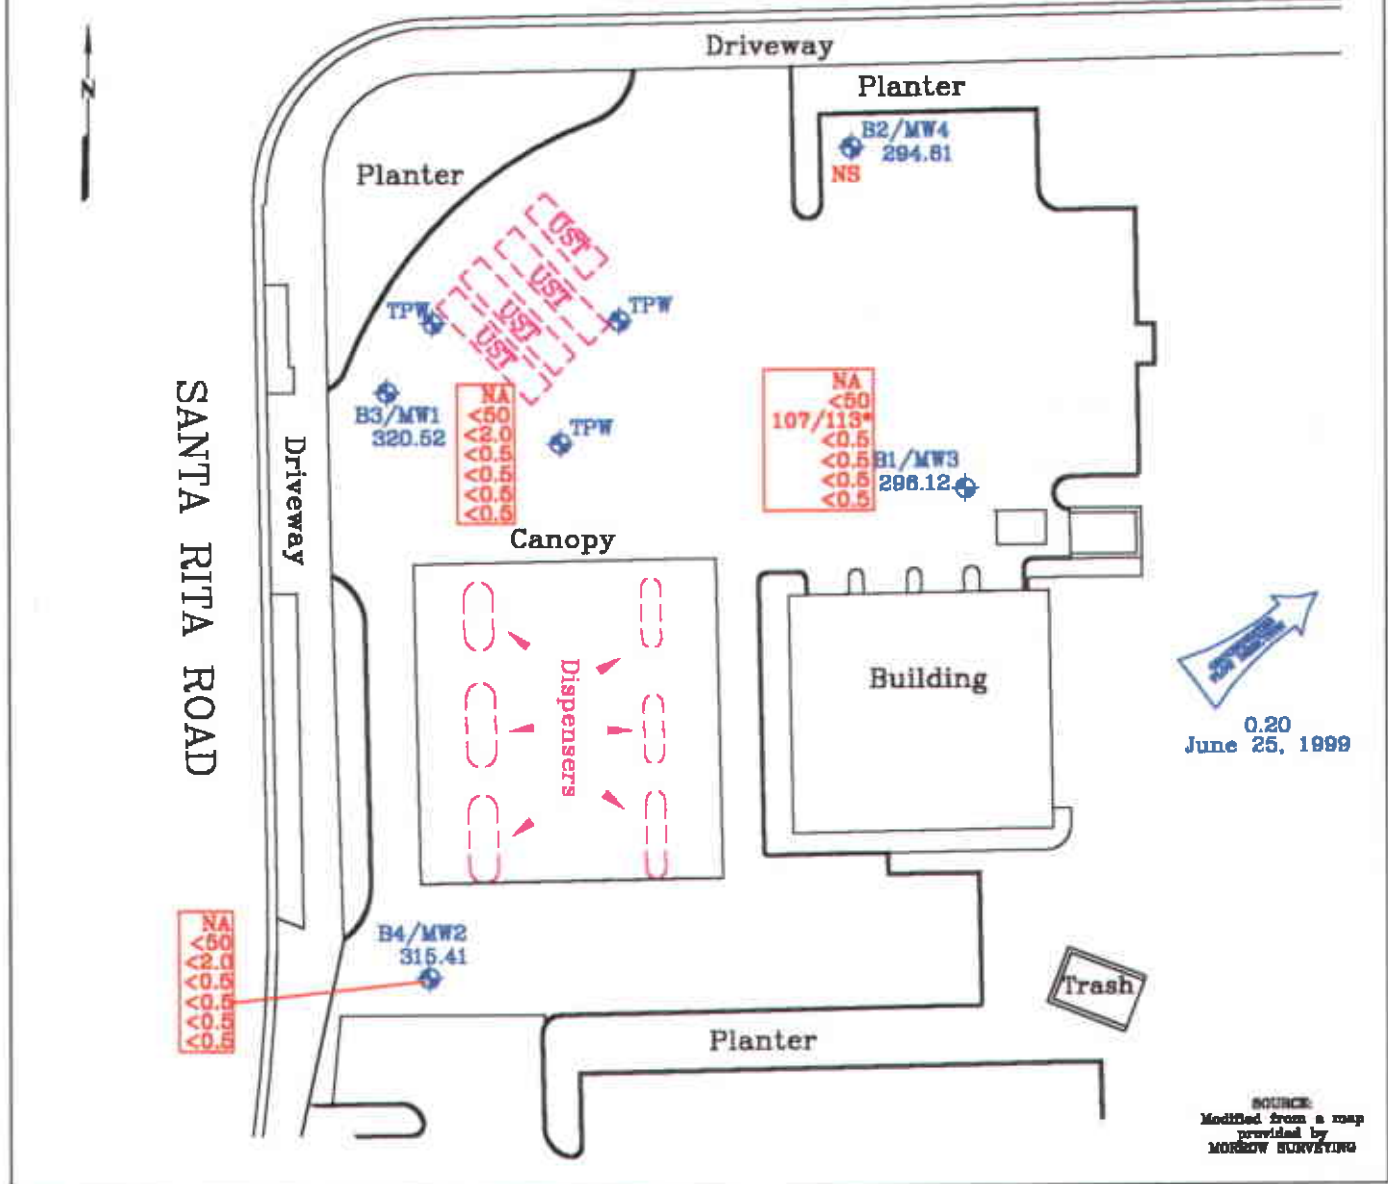 Driveway
N
Planter
B2/MW4
294.61
NS
Planter
UST
UST
UST
UST
TPW
TPW
B3/MW1
320.52
TPW
NA
<50
<2.0
<0.5
<0.5
<0.5
<0.5
NA
<50
107/113*
<0.5
<0.5
<0.5
<0.5
B1/MW3
296.12
SANTA RITA ROAD
Driveway
Canopy
Dispensers
Building
0.20
June 25, 1999
NA
<50
<2.0
<0.5
<0.5
<0.5
<0.5
B4/MW2
315.41
Trash
Planter
SOURCE:
Modified from a map
provided by
MORROW SURVEYING